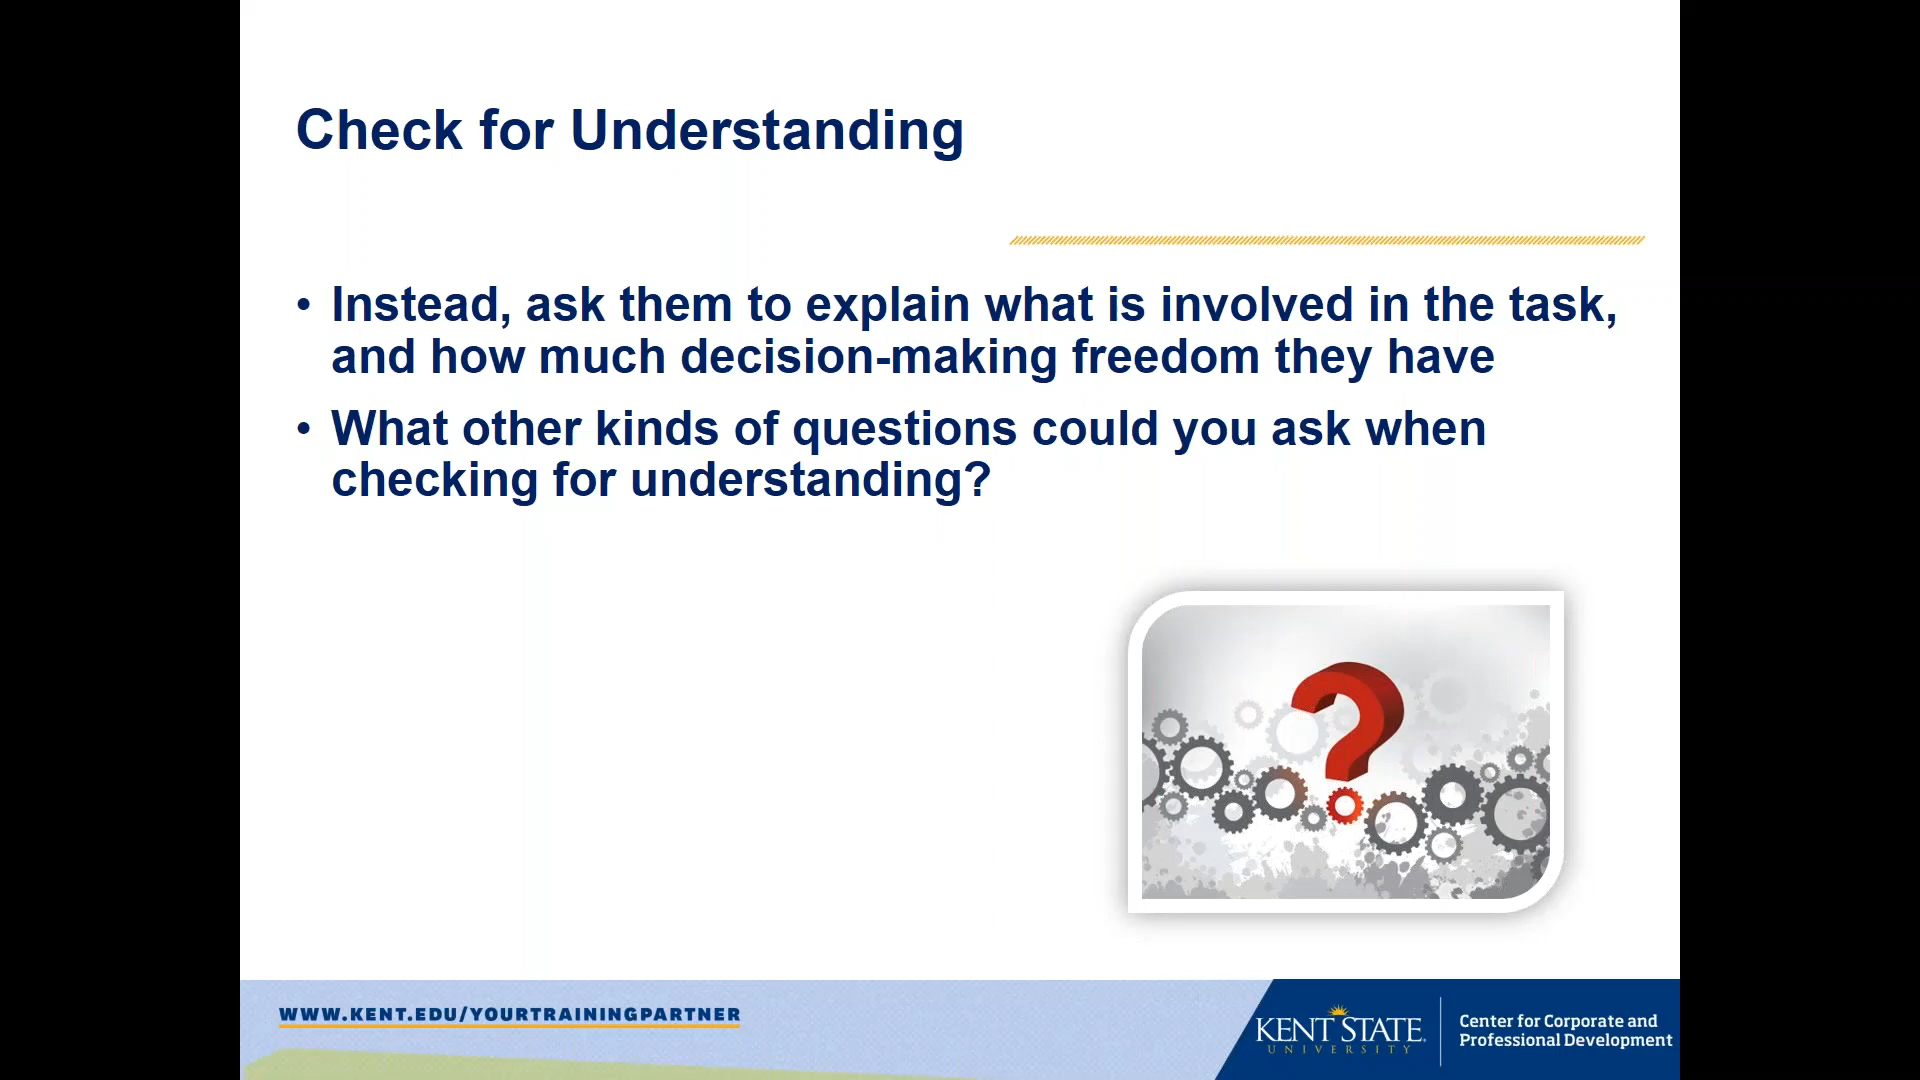 Check for Understanding
• Instead, ask them to explain what is involved in the task,
and how much decision-making freedom they have
• What other kinds of questions could you ask when
checking for understanding?
?
WWW.KENT.EDU/YOURTRAININGPARTNER
KENT STATE
UNIVERSITY
Center for Corporate and
Professional Development